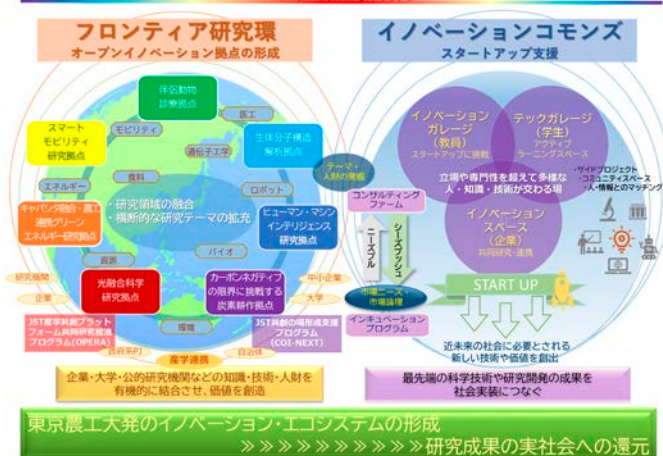 フロンティア研究環
オープンイノベーション拠点の形成
伴侶動物
診療拠点
医工
スマート
モビリティ
研究拠点
モビリティ
遺伝子工学
生体分子構造
解析拠点
エネルギー
食料
ロボット
キャパシタ融合・農工
連携グリーン
エネルギー研究拠点
・研究領域の融合
・横断的な研究テーマの拡充
ヒューマン・マシン
インテリジェンス
研究拠点
資源
バイオ
光融合科学
研究拠点
カーボンネガティブ
の限界に挑戦する
炭素耕作拠点
研究機関
企業
中小企業
大学
環境
JST産学共創プラット
フォーム共同研究推進
プログラム(OPERA)
JST共創の場形成支援
プログラム
(COI-NEXT)
政府系PJ
自治体
産学連携
企業・大学・公的研究機関などの知識・技術・人財を
有機的に結合させ、価値を創造
テーマ・
人財の発掘
コンサルティング
ファーム
ニーズプル
シーズプッシュ
市場ニーズ・
市場論理
インキュベーション
プログラム
イノベーションコモンズ
スタートアップ支援
イノベーション
ガレージ
(教員)
スタートアップに挑戦
テックガレージ
(学生)
アクティブ
ラーニングスペース
立場や専門性を超えて多様な
人・知識・技術が交わる場
イノベーション
スペース
(企業)
共同研究・連携
・サイドプロジェクト
・コミュニティスペース
・人・情報とのマッチング
START UP
近未来の社会に必要とされる
新しい技術や価値を創出
最先端の科学技術や研究開発の成果を
社会実装につなぐ
東京農工大発のイノベーション・エコシステムの形成
≫≫≫≫≫≫≫≫≫≫研究成果の実社会への還元